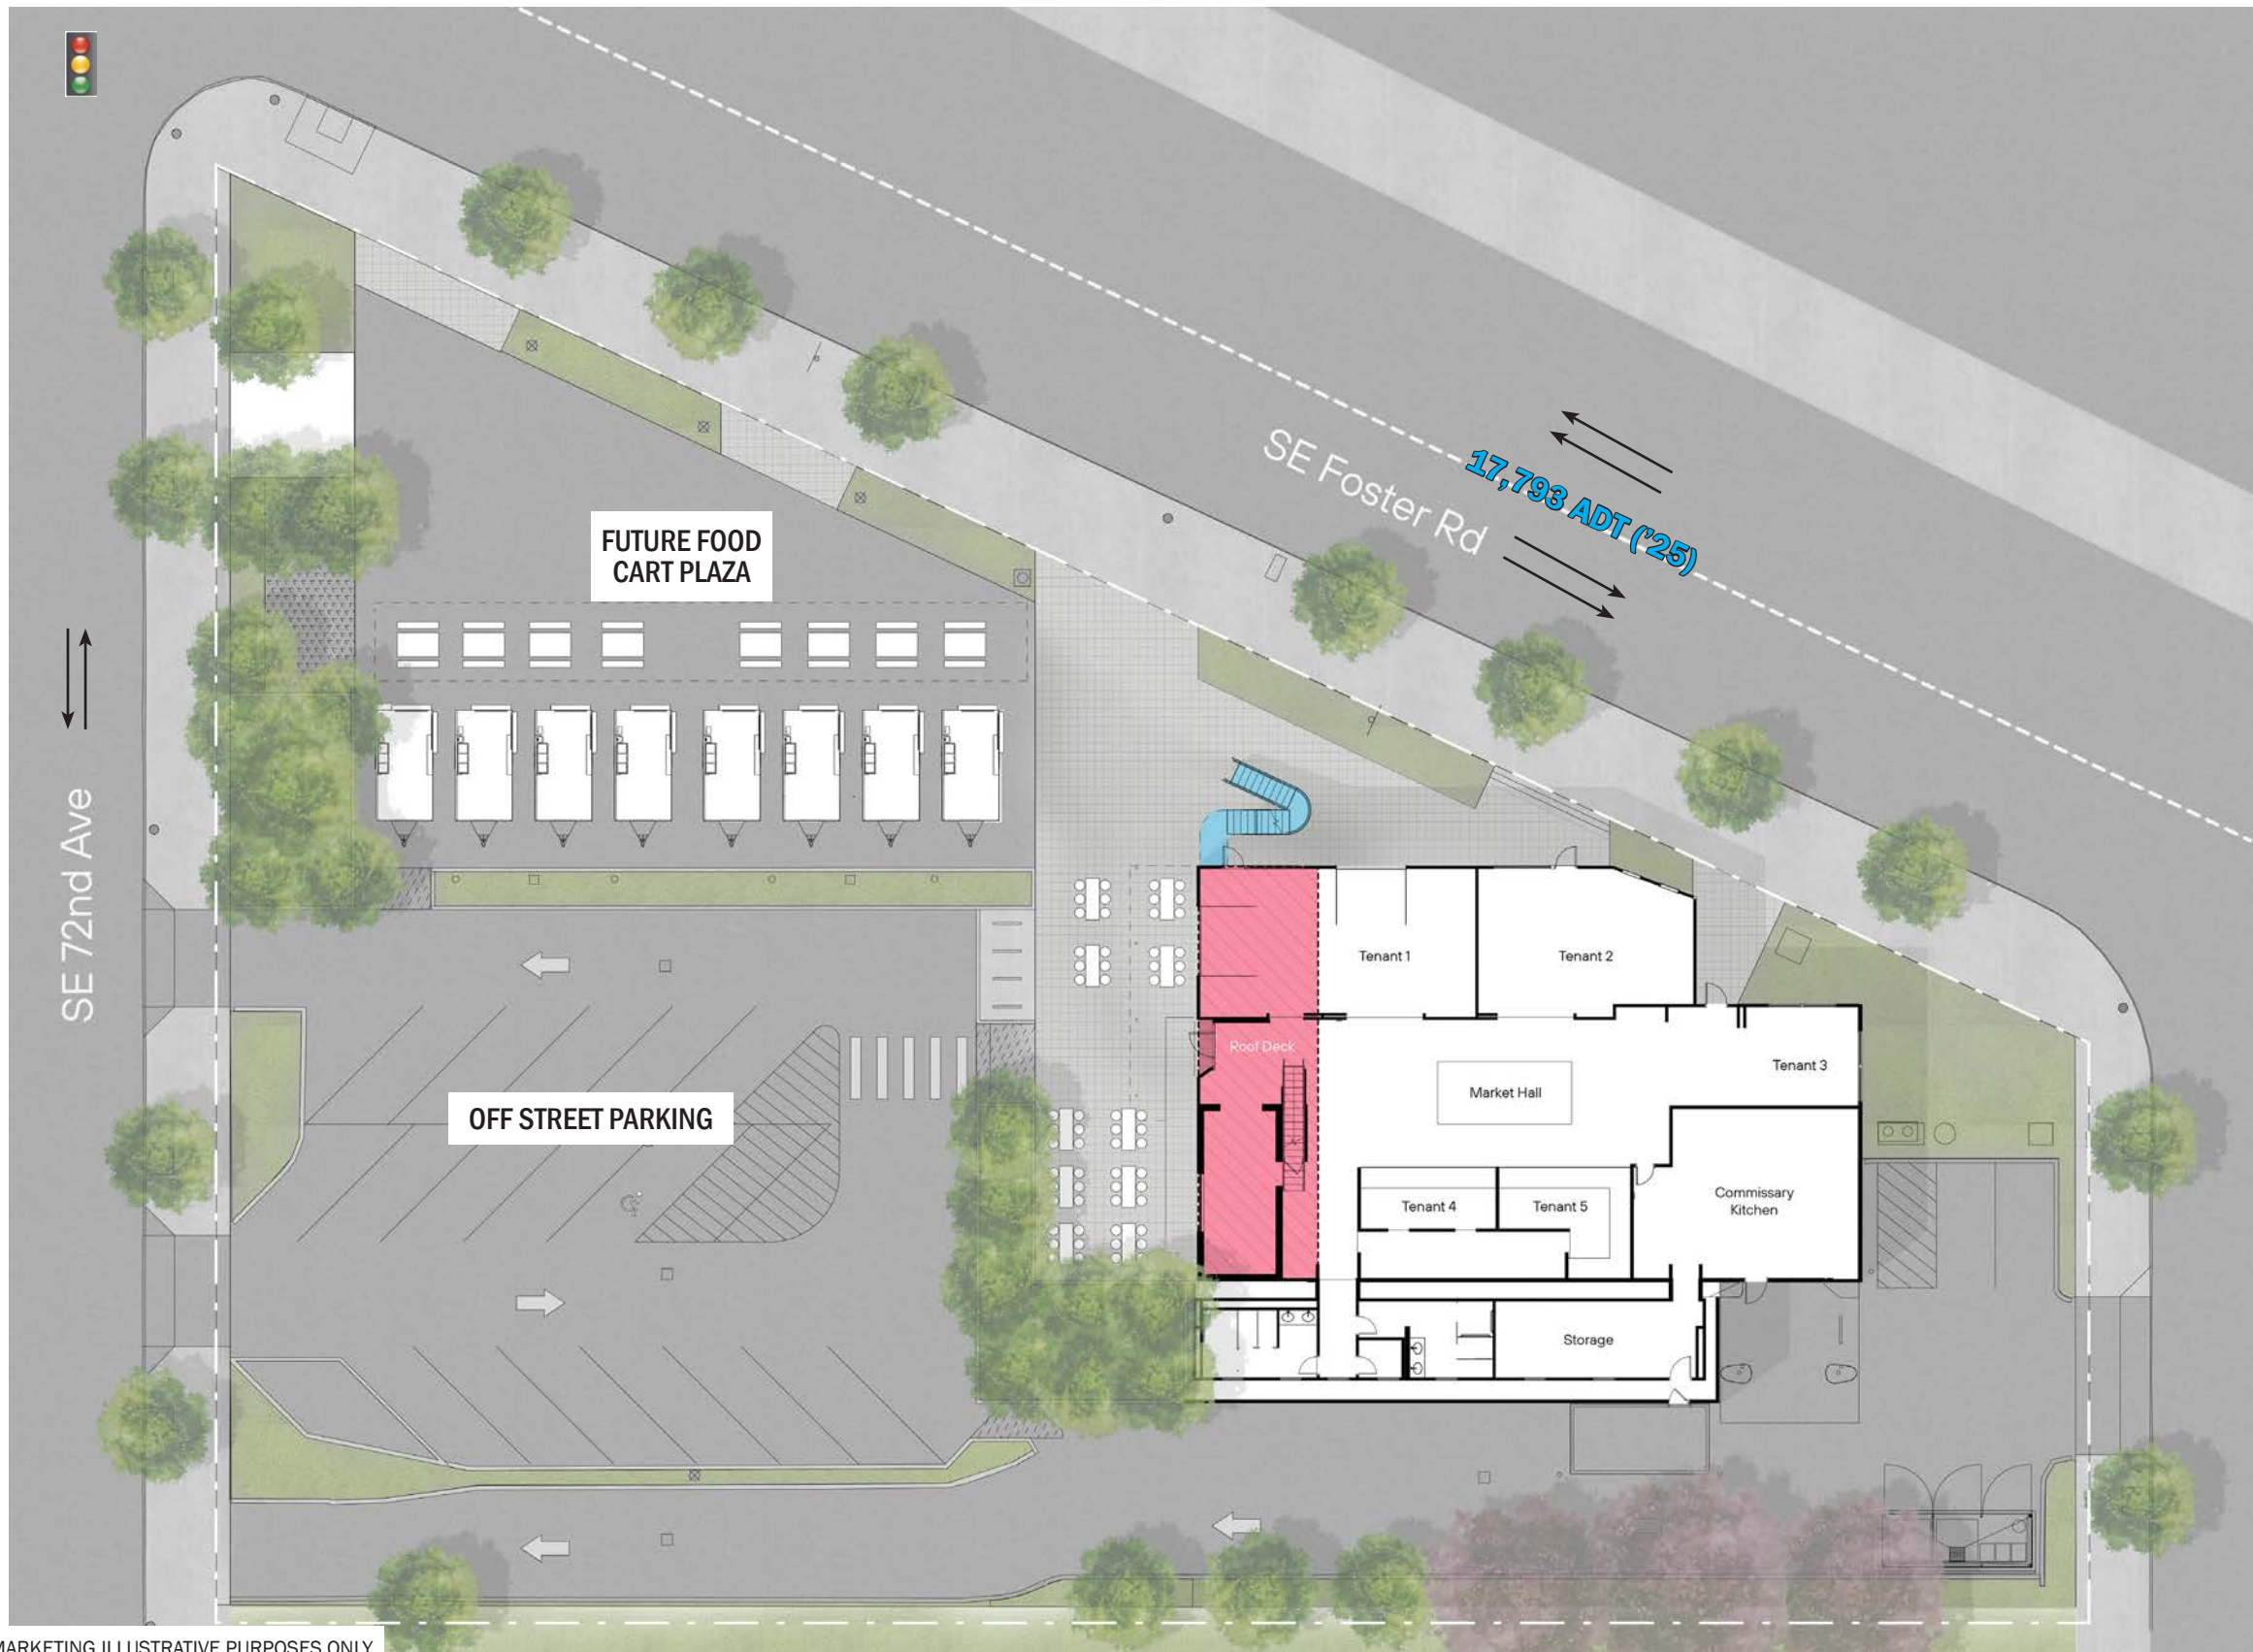 SE Foster Rd
17,793 ADT ('25)
FUTURE FOOD
CART PLAZA
SE 72nd Ave
Tenant 1
Tenant 2
Roof Deck
Tenant 3
Market Hall
OFF STREET PARKING
Tenant 4
Tenant 5
Commissary
Kitchen
Storage
MARKETING ILLUSTRATIVE PURPOSES ONLY